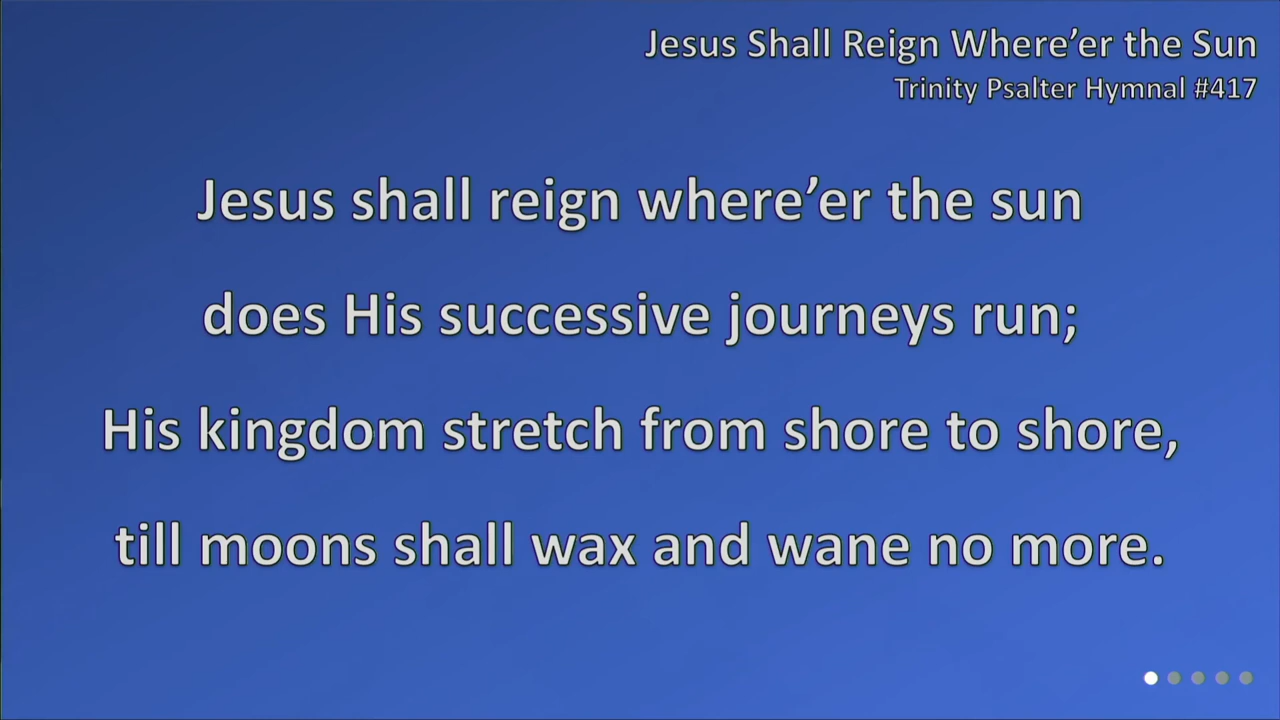 Jesus Shall Reign Where’er the Sun
Trinity Psalter Hymnal #417
Jesus shall reign where’er the sun
does His successive journeys run;
His kingdom stretch from shore to shore,
till moons shall wax and wane no more.